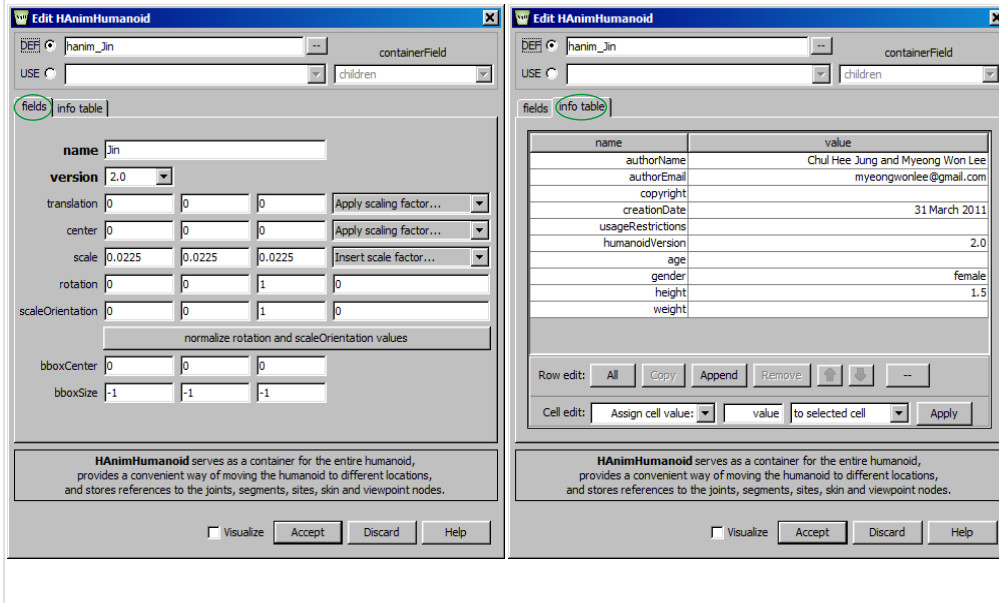 Edit HAnimHumanoid
DEF
hanim_Jin
--
containerField
USE
children
fields
info table
name
Jin
version
2.0
translation
0
0
0
Apply scaling factor...
center
0
0
0
Apply scaling factor...
scale
0.0225
0.0225
0.0225
Insert scale factor...
rotation
0
0
1
0
scaleOrientation
0
0
1
0
normalize rotation and scaleOrientation values
bboxCenter
0
0
0
bboxSize
-1
-1
-1
HAnimHumanoid serves as a container for the entire humanoid,
provides a convenient way of moving the humanoid to different locations,
and stores references to the joints, segments, sites, skin and viewpoint nodes.
Visualize
Accept
Discard
Help
Edit HAnimHumanoid
DEF
hanim_Jin
--
containerField
USE
children
fields
info table
name
value
authorName
Chul Hee Jung and Myeong Won Lee
authorEmail
myeongwonlee@gmail.com
copyright
creationDate
31 March 2011
usageRestrictions
humanoidVersion
2.0
age
gender
female
height
1.5
weight
Row edit:
All
Copy
Append
Remove
--
Cell edit:
Assign cell value:
value
to selected cell
Apply
HAnimHumanoid serves as a container for the entire humanoid,
provides a convenient way of moving the humanoid to different locations,
and stores references to the joints, segments, sites, skin and viewpoint nodes.
Visualize
Accept
Discard
Help